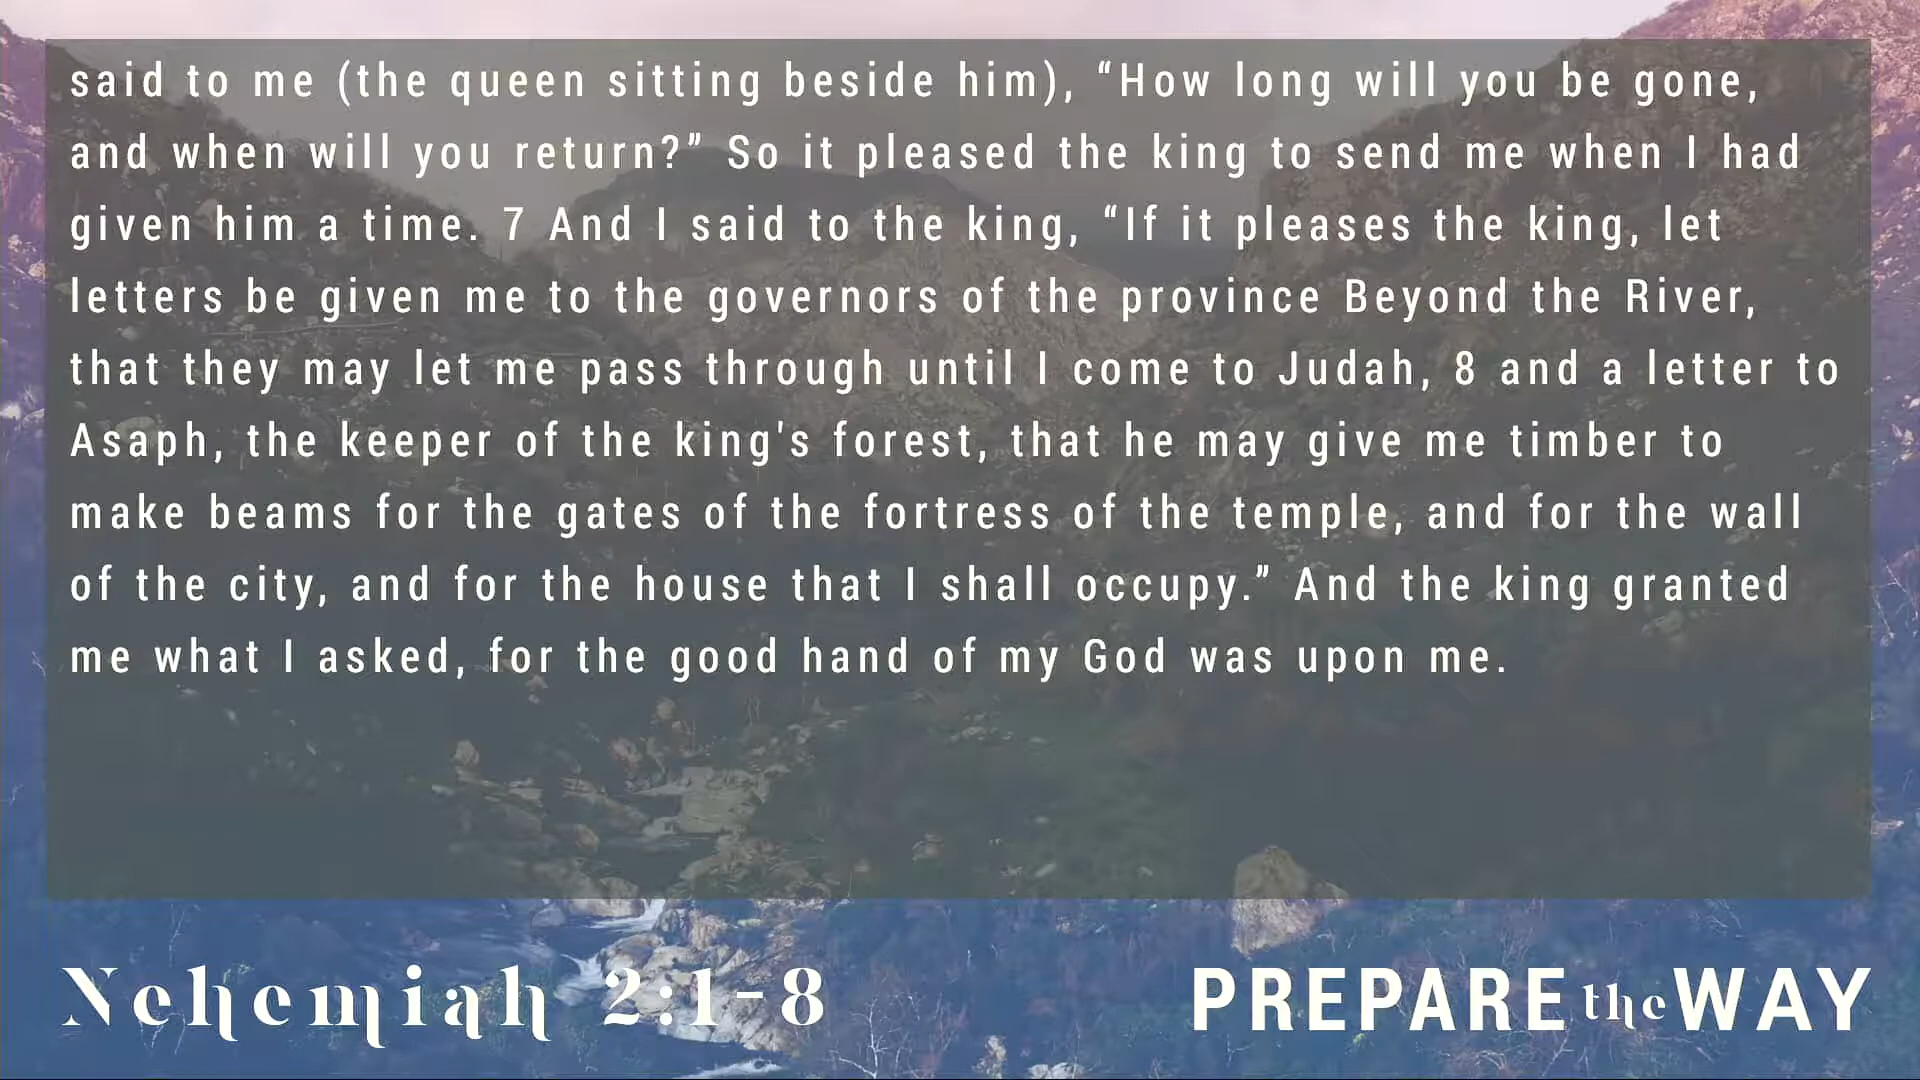 said to me (the queen sitting beside him), “How long will you be gone,
and when will you return?” So it pleased the king to send me when I had
given him a time. 7 And I said to the king, “If it pleases the king, let
letters be given me to the governors of the province Beyond the River,
that they may let me pass through until I come to Judah, 8 and a letter to
Asaph, the keeper of the king's forest, that he may give me timber to
make beams for the gates of the fortress of the temple, and for the wall
of the city, and for the house that I shall occupy.” And the king granted
me what I asked, for the good hand of my God was upon me.
Nehemiah 2:1-8
PREPARE the WAY